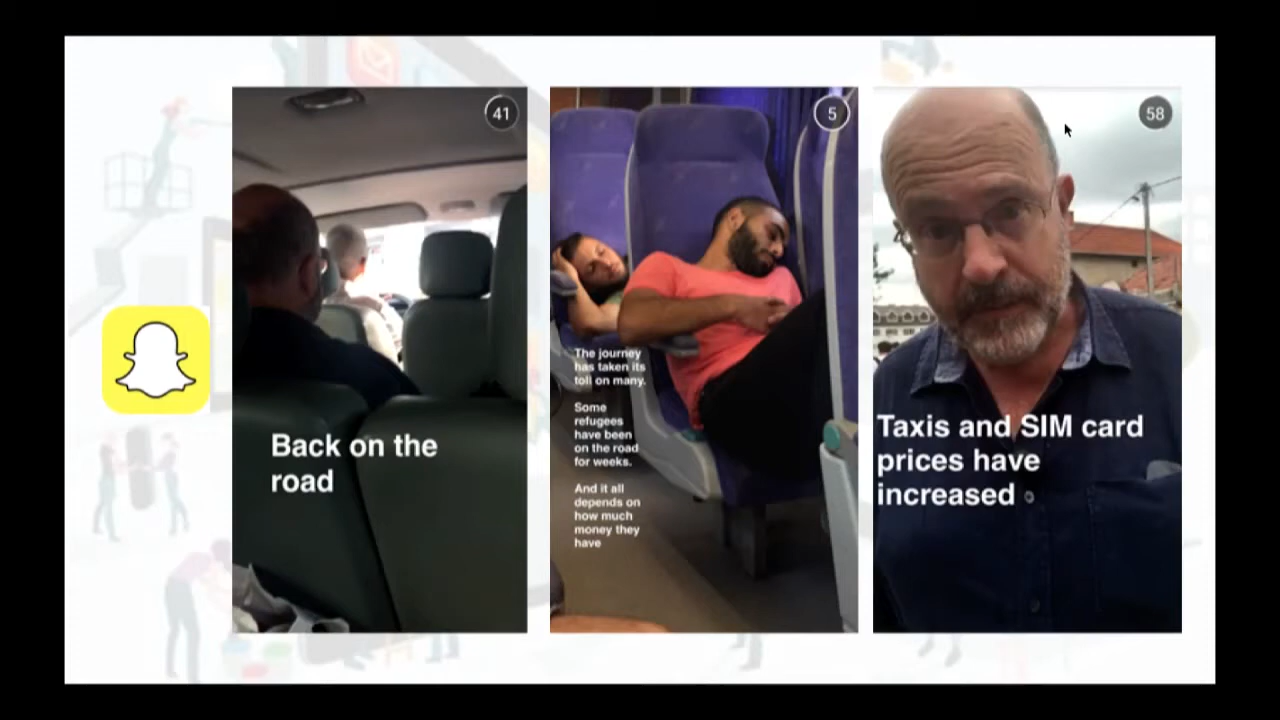 41
Back on the
road
5
The journey
has taken its
toll on many.
Some
refugees
have been
on the road
for weeks.
And it all
depends on
how much
money they
have
58
Taxis and SIM card
prices have
increased